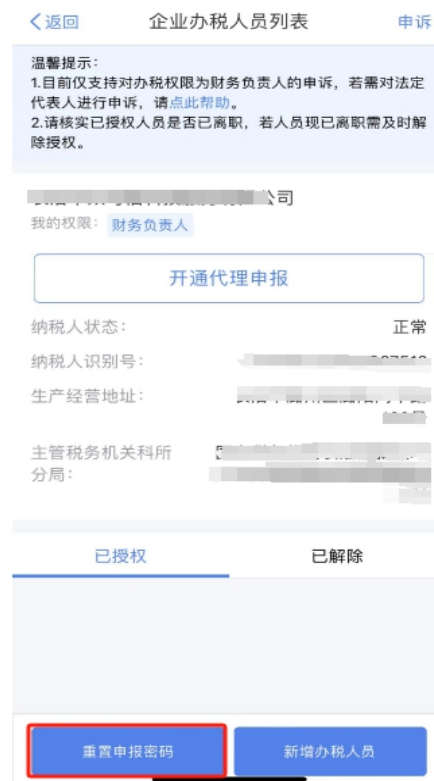 返回
企业办税人员列表
申诉
温馨提示：
1.目前仅支持对办税权限为财务负责人的申诉，若需对法定
代表人进行申诉，请点此帮助。
2.请核实已授权人员是否已离职，若人员现已离职需及时解
除授权。
公司
我的权限：
财务负责人
开通代理申报
纳税人状态：
正常
纳税人识别号：
生产经营地址：
主管税务机关科所
分局：
已授权
已解除
重置申报密码
新增办税人员